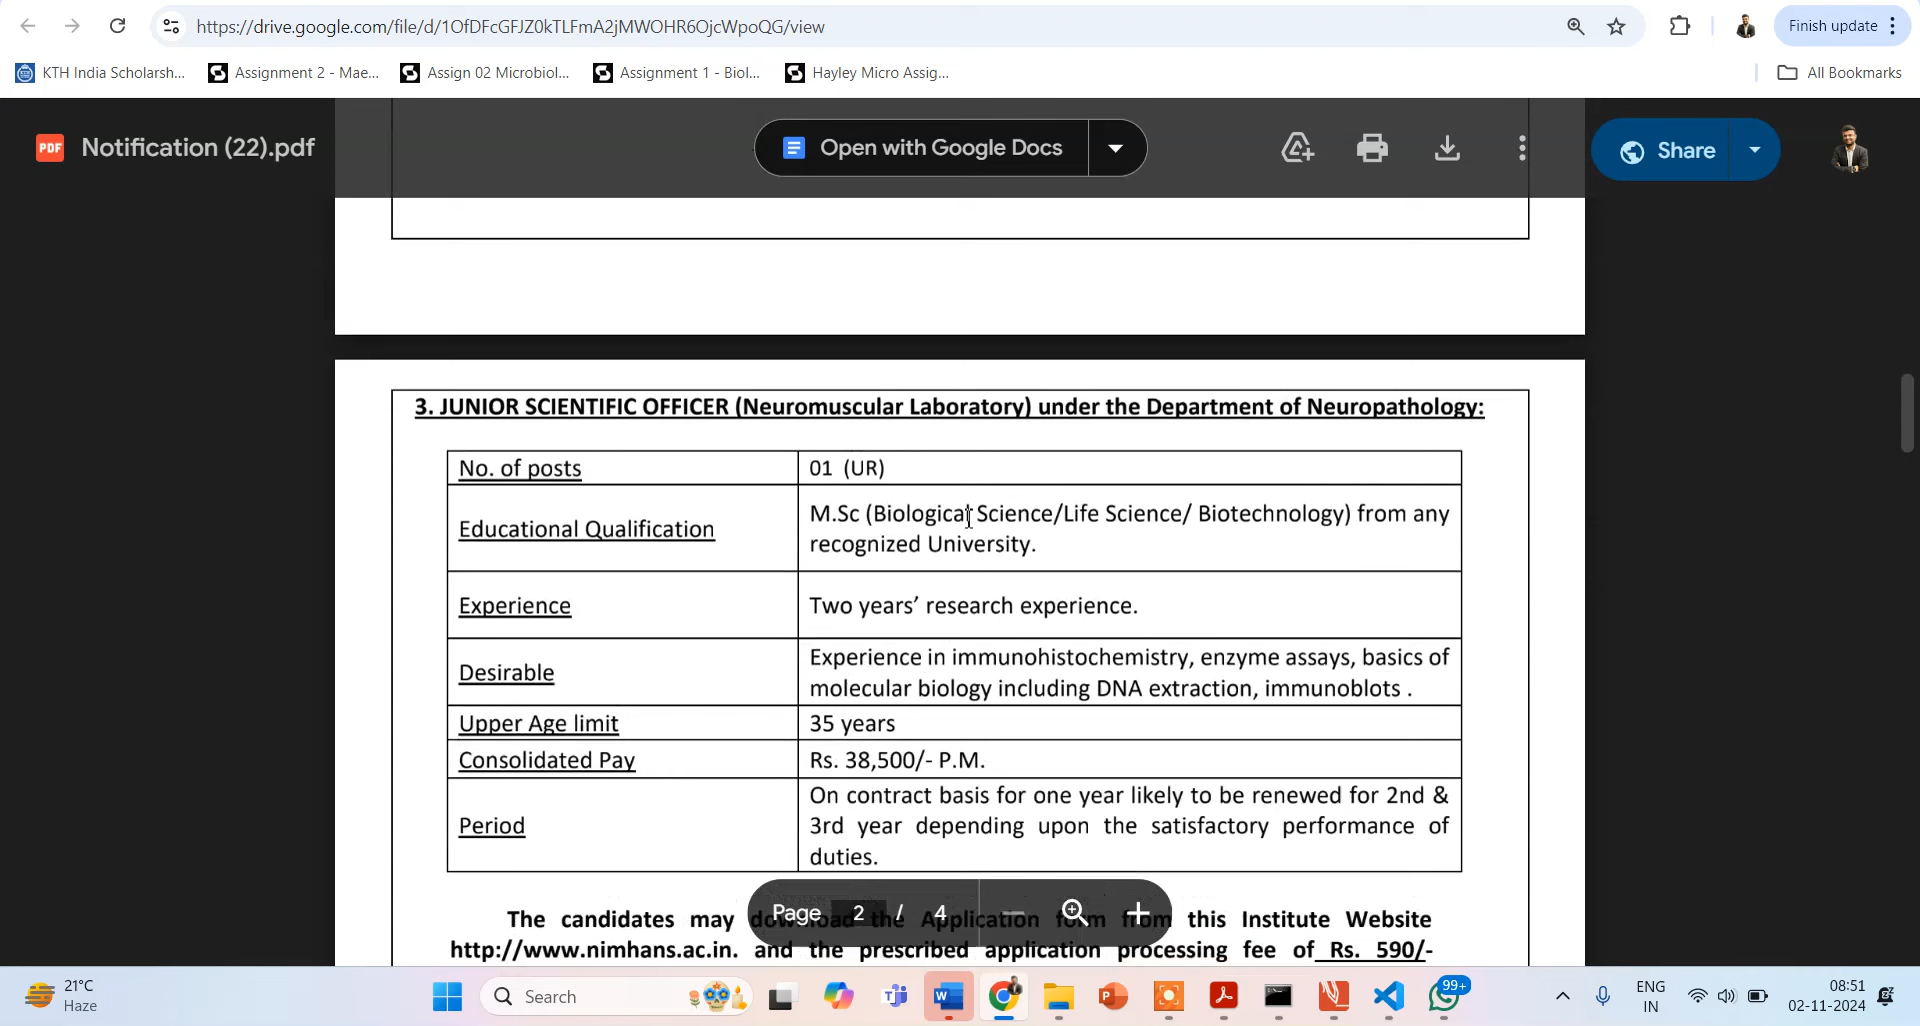 https://drive.google.com/file/d/1OfDFcGFJZ0kTLFmA2jMWOHR6OjcWpoQG/view
Finish update
KTH India Scholarsh...
Assignment 2 - Mae...
Assign 02 Microbiol...
Assignment 1 - Biol...
Hayley Micro Assig...
All Bookmarks
PDF Notification (22).pdf
Open with Google Docs
Share
3. JUNIOR SCIENTIFIC OFFICER (Neuromuscular Laboratory) under the Department of Neuropathology:
No. of posts
01 (UR)
Educational Qualification
M.Sc (Biological Science/Life Science/ Biotechnology) from any
recognized University.
Experience
Two years’ research experience.
Desirable
Experience in immunohistochemistry, enzyme assays, basics of
molecular biology including DNA extraction, immunoblots .
Upper Age limit
35 years
Consolidated Pay
Rs. 38,500/- P.M.
Period
On contract basis for one year likely to be renewed for 2nd &
3rd year depending upon the satisfactory performance of
duties.
The candidates may download the Application form from this Institute Website
http://www.nimhans.ac.in. and the prescribed application processing fee of Rs. 590/-
Page 2 / 4
21°C
Haze
Search
99+
ENG
IN
08:51
02-11-2024